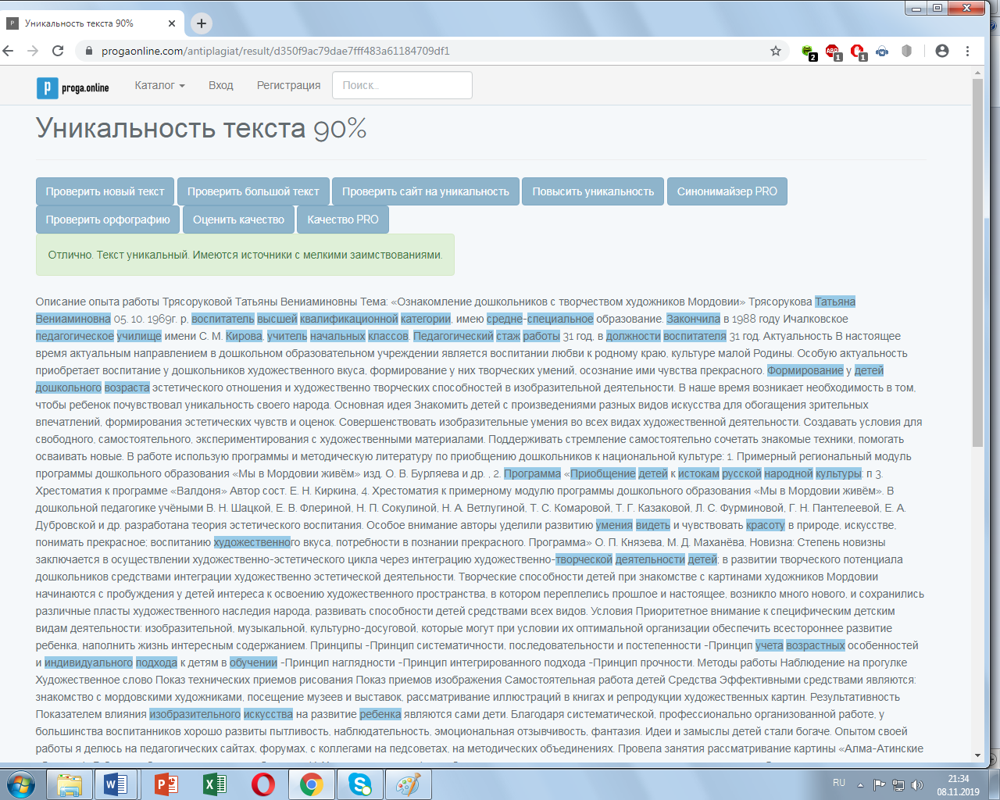 Уникальность текста 90%
progaonline.com/antiplagiat/result/d350f9ac79dae7fff483a61184709df1
ABP
2
1
1
P proga.online Каталог Вход Регистрация Поиск...
Уникальность текста 90%
Проверить новый текст Проверить большой текст Проверить сайт на уникальность Повысить уникальность Синонимайзер PRO
Проверить орфографию Оценить качество Качество PRO
Отлично. Текст уникальный. Имеются источники с мелкими заимствованиями.
Описание опыта работы Трясоруковой Татьяны Вениаминовны Тема: «Ознакомление дошкольников с творчеством художников Мордовии» Трясорукова Татьяна
Вениаминовна 05. 10. 1969г. р, воспитатель высшей квалификационной категории, имею средне-специальное образование. Закончила в 1988 году Ичалковское
педагогическое училище имени С. М. Кирова, учитель начальных классов. Педагогический стаж работы 31 год, в должности воспитателя 31 год. Актуальность В настоящее
время актуальным направлением в дошкольном образовательном учреждении является воспитании любви к родному краю, культуре малой Родины. Особую актуальность
приобретает воспитание у дошкольников художественного вкуса, формирование у них творческих умений, осознание ими чувства прекрасного. Формирование у детей
дошкольного возраста эстетического отношения и художественно творческих способностей в изобразительной деятельности. В наше время возникает необходимость в том,
чтобы ребенок почувствовал уникальность своего народа. Основная идея Знакомить детей с произведениями разных видов искусства для обогащения зрительных
впечатлений, формирования эстетических чувств и оценок. Совершенствовать изобразительные умения во всех видах художественной деятельности. Создавать условия для
свободного, самостоятельного, экспериментирования с художественными материалами. Поддерживать стремление самостоятельно сочетать знакомые техники, помогать
осваивать новые. В работе использую программы и методическую литературу по приобщению дошкольников к национальной культуре: 1. Примерный региональный модуль
программы дошкольного образования «Мы в Мордовии живём» изд. О. В. Бурляева и др. , 2. Программа «Приобщение детей к истокам русской народной культуры: п 3.
Хрестоматия к программе «Валдоня» Автор сост. Е. Н. Киркина, 4. Хрестоматия к примерному модулю программы дошкольного образования «Мы в Мордовии живём». В
дошкольной педагогике учёными В. Н. Шацкой, Е. В. Флериной, Н. П. Сокулиной, Н. А. Ветлугиной, Т. С. Комаровой, Т. Г. Казаковой, Л. С. Фурминовой, Г. Н. Пантелеевой, Е. А.
Дубровской и др. разработана теория эстетического воспитания. Особое внимание авторы уделили развитию умения видеть и чувствовать красоту в природе, искусстве,
понимать прекрасное; воспитанию художественного вкуса, потребности в познании прекрасного. Программа» О. П. Князева, М. Д. Маханёва, Новизна: Степень новизны
заключается в осуществлении художественно-эстетического цикла через интеграцию художественно-творческой деятельности детей; в развитии творческого потенциала
дошкольников средствами интеграции художественно эстетической деятельности. Творческие способности детей при знакомстве с картинами художников Мордовии
начинаются с пробуждения у детей интереса к освоению художественного пространства, в котором переплелись прошлое и настоящее, возникло много нового, и сохранились
различные пласты художественного наследия народа, развивать способности детей средствами всех видов. Условия Приоритетное внимание к специфическим детским
видам деятельности: изобразительной, музыкальной, культурно-досуговой, которые могут при условии их оптимальной организации обеспечить всестороннее развитие
ребенка, наполнить жизнь интересным содержанием. Принципы -Принцип систематичности, последовательности и постепенности -Принцип учета возрастных особенностей
и индивидуального подхода к детям в обучении -Принцип наглядности -Принцип интегрированного подхода -Принцип прочности. Методы работы Наблюдение на прогулке
Художественное слово Показ технических приемов рисования Показ приемов изображения Самостоятельная работа детей Средства Эффективными средствами являются:
знакомство с мордовскими художниками, посещение музеев и выставок, рассматривание иллюстраций в книгах и репродукции художественных картин. Результативность
Показателем влияния изобразительного искусства на развитие ребенка являются сами дети. Благодаря систематической, профессионально организованной работе, у
большинства воспитанников хорошо развиты пытливость, наблюдательность, эмоциональная отзывчивость, фантазия. Идеи и замыслы детей стали богаче. Опытом своей
работы я делюсь на педагогических сайтах, форумах, с коллегами на педсоветах, на методических объединениях. Провела занятия рассматривание картины «Алма-Атинские
RU 21:34
08.11.2019